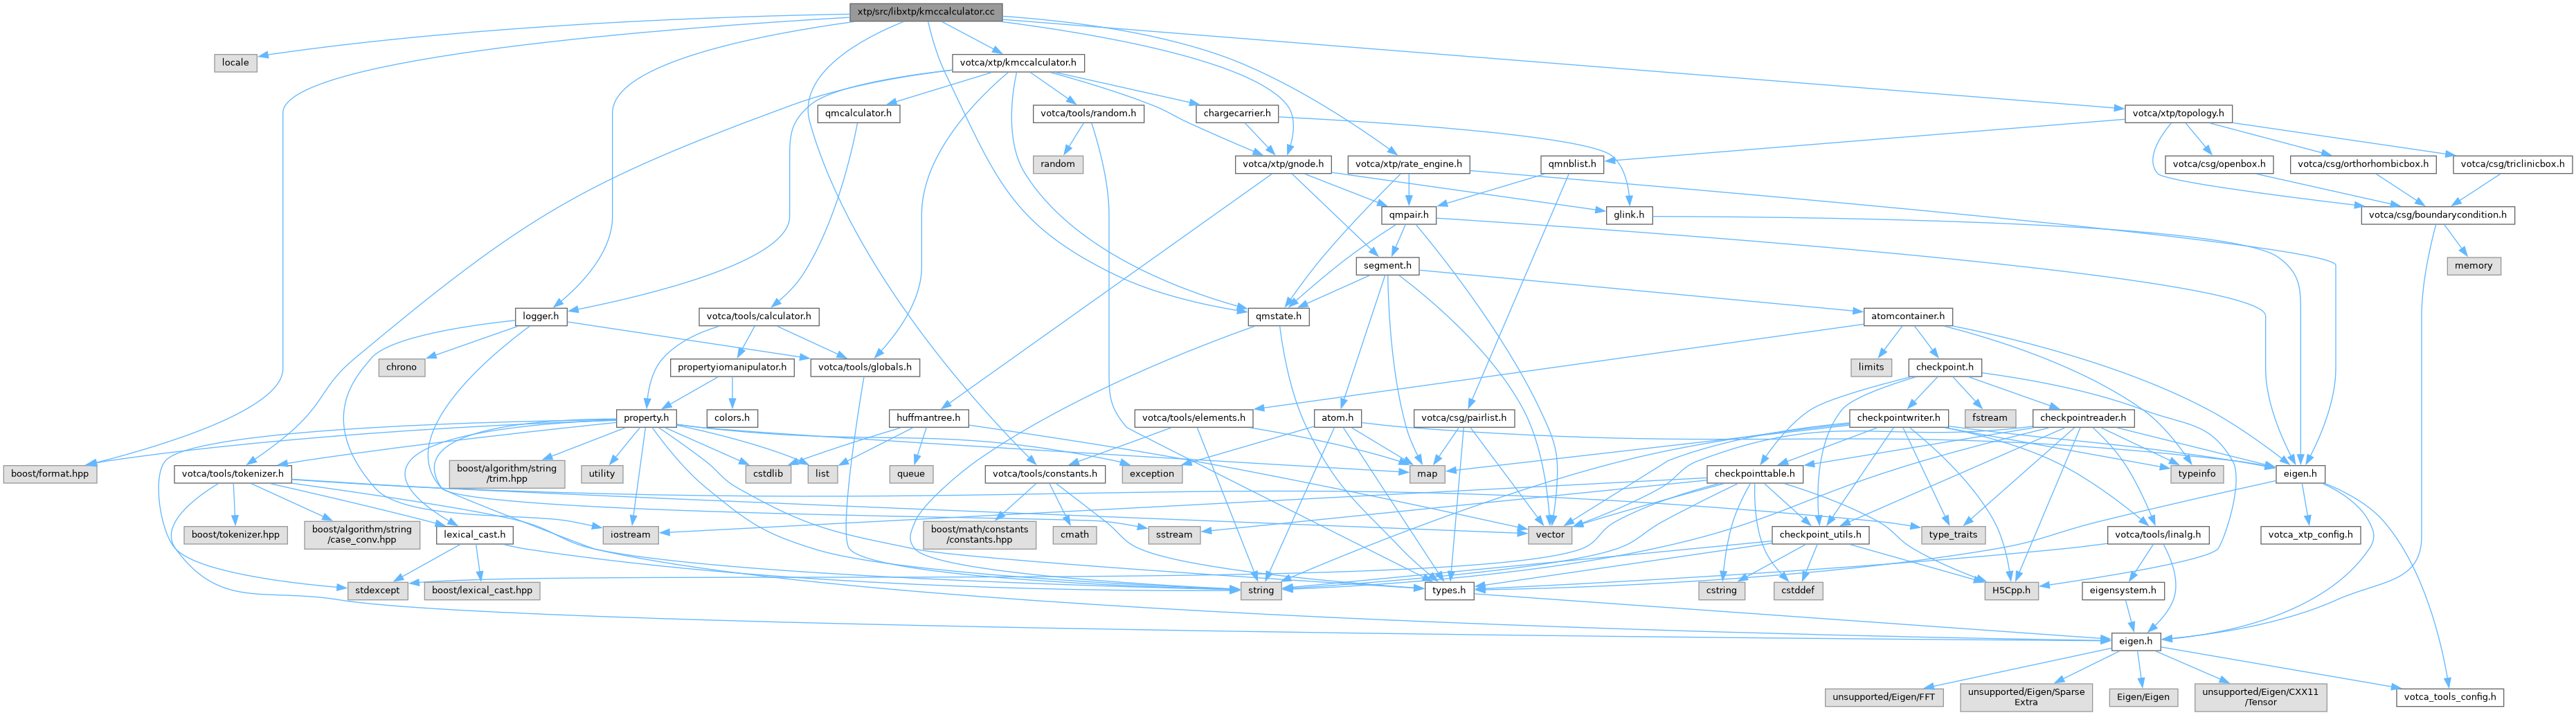 xtp/src/libxtp/kmccalculator.cc
locale
votca/xtp/kmccalculator.h
qmcalculator.h
votca/tools/random.h
chargecarrier.h
votca/xtp/topology.h
random
votca/xtp/gnode.h
votca/xtp/rate_engine.h
qmnblist.h
votca/csg/openbox.h
votca/csg/orthorhombicbox.h
votca/csg/triclinicbox.h
qmpair.h
glink.h
votca/csg/boundarycondition.h
segment.h
memory
logger.h
votca/tools/calculator.h
qmstate.h
atomcontainer.h
chrono
propertyiomanipulator.h
votca/tools/globals.h
limits
checkpoint.h
property.h
colors.h
huffmantree.h
votca/tools/elements.h
atom.h
votca/csg/pairlist.h
checkpointwriter.h
fstream
checkpointreader.h
boost/format.hpp
votca/tools/tokenizer.h
boost/algorithm/string
/trim.hpp
utility
cstdlib
list
queue
votca/tools/constants.h
exception
map
checkpointtable.h
typeinfo
eigen.h
boost/tokenizer.hpp
boost/algorithm/string
/case_conv.hpp
lexical_cast.h
iostream
boost/math/constants
/constants.hpp
cmath
sstream
vector
checkpoint_utils.h
type_traits
votca/tools/linalg.h
votca_xtp_config.h
stdexcept
boost/lexical_cast.hpp
string
types.h
cstring
cstddef
H5Cpp.h
eigensystem.h
eigen.h
unsupported/Eigen/FFT
unsupported/Eigen/Sparse
Extra
Eigen/Eigen
unsupported/Eigen/CXX11
/Tensor
votca_tools_config.h